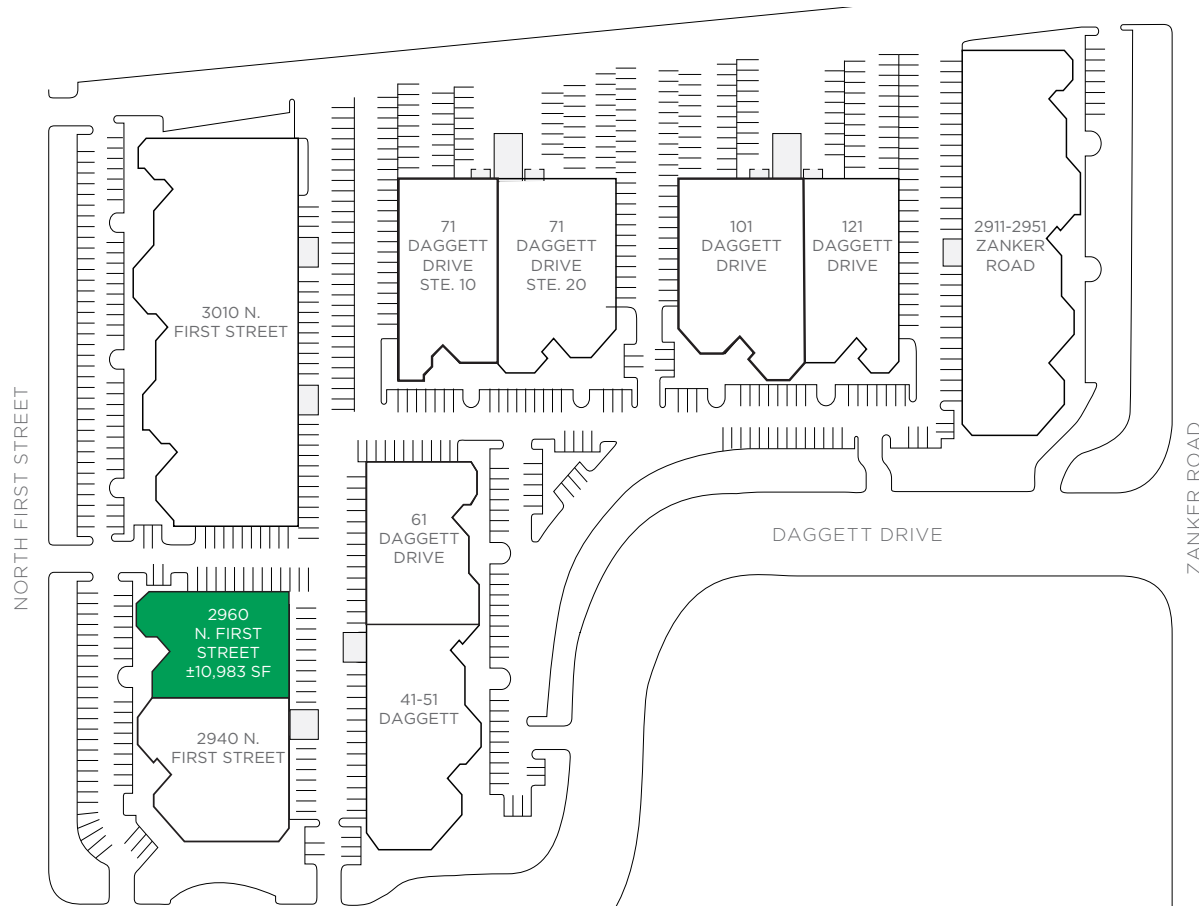 71
DAGGETT
DRIVE
STE. 10
71
DAGGETT
DRIVE
STE. 20
101
DAGGETT
DRIVE
121
DAGGETT
DRIVE
2911-2951
ZANKER
ROAD
3010 N.
FIRST STREET
NORTH FIRST STREET
61
DAGGETT
DRIVE
DAGGETT DRIVE
ZANKER ROAD
2960
N. FIRST
STREET
±10,983 SF
41-51
DAGGETT
2940 N.
FIRST STREET